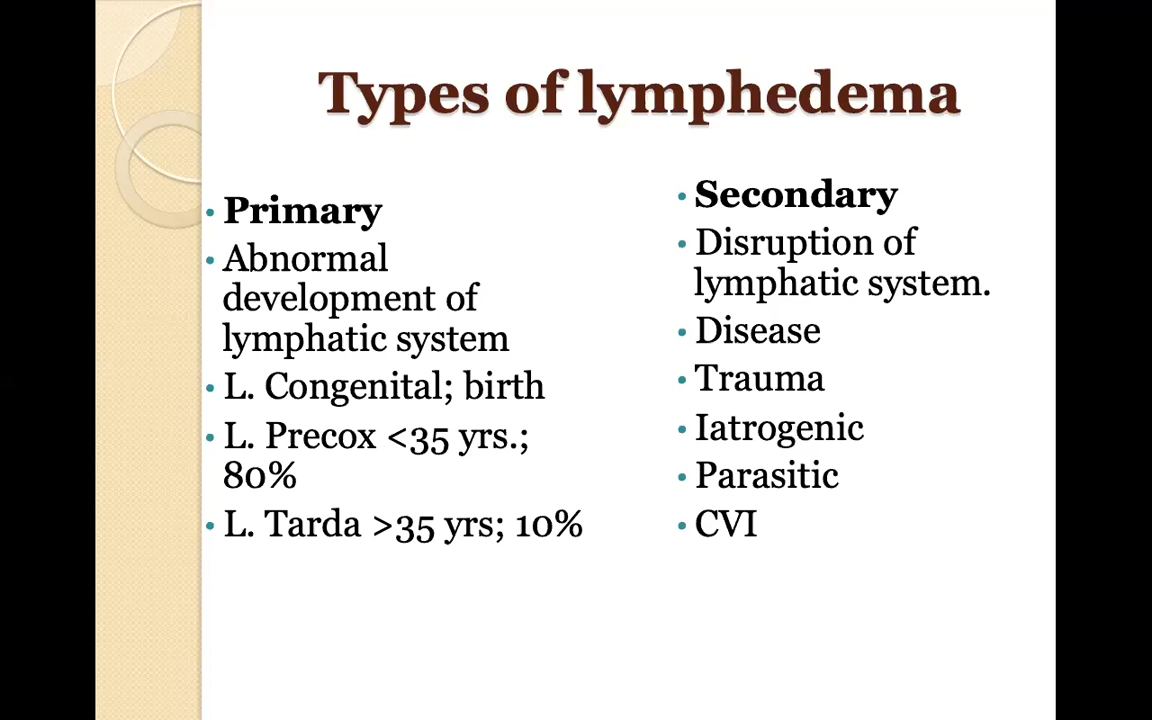 Types of lymphedema
• Primary
• Abnormal
development of
lymphatic system
• L. Congenital; birth
• L. Precox <35 yrs.;
80%
• L. Tarda >35 yrs; 10%
• Secondary
• Disruption of
lymphatic system.
• Disease
• Trauma
• Iatrogenic
• Parasitic
• CVI